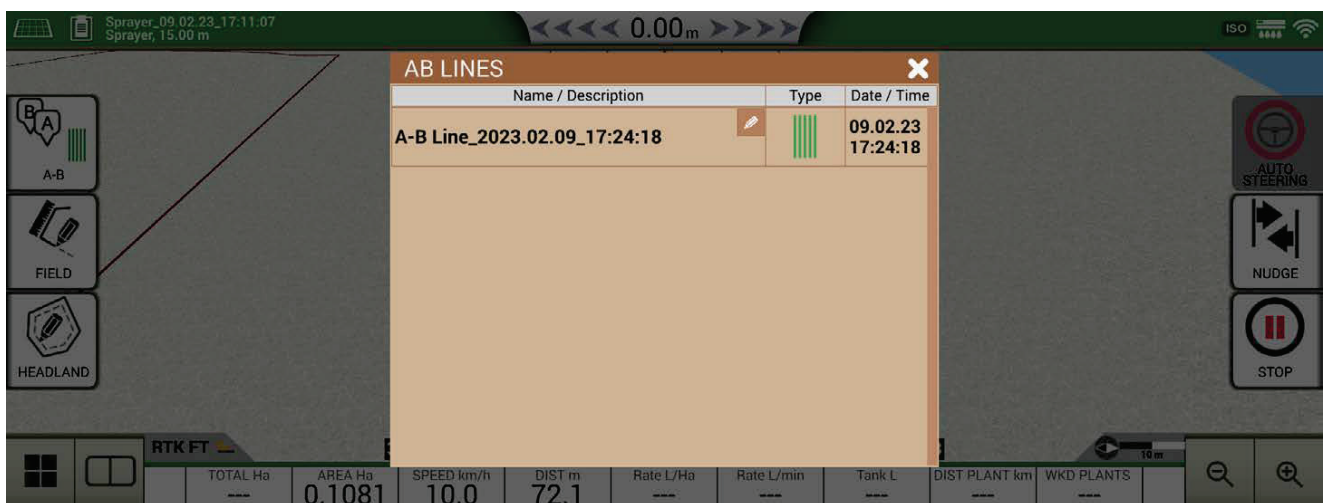 Sprayer_09.02.23_17:11:07
Sprayer, 15.00 m
0.00m
ISO
AB LINES
Name / Description
Type
Date / Time
A-B Line_2023.02.09_17:24:18
09.02.23
17:24:18
B
A
A-B
FIELD
HEADLAND
AUTO
STEERING
NUDGE
STOP
RTK FT
10 m
TOTAL Ha
---
AREA Ha
0.1081
SPEED km/h
10.0
DIST m
72.1
Rate L/Ha
---
Rate L/min
---
Tank L
---
DIST PLANT km
---
WKD PLANTS
---